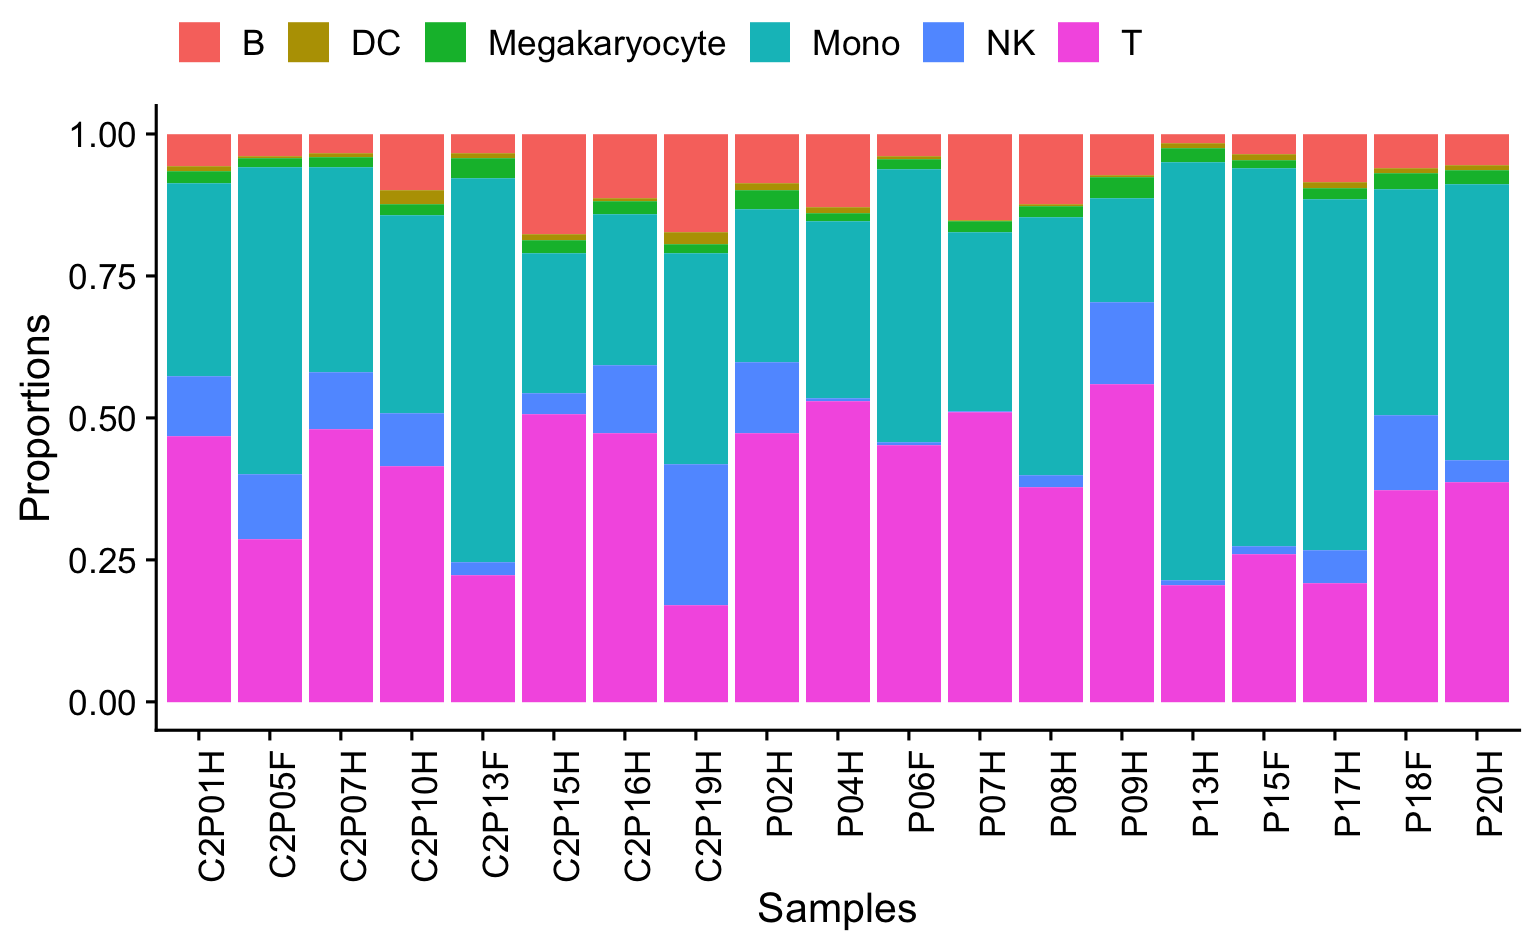 B DC Megakaryocyte Mono NK T
Proportions
1.00
0.75
0.50
0.25
0.00
C2P01H C2P05F C2P07H C2P10H C2P13F C2P15H C2P16H C2P19H P02H P04H P06F P07H P08H P09H P13H P15F P17H P18F P20H
Samples